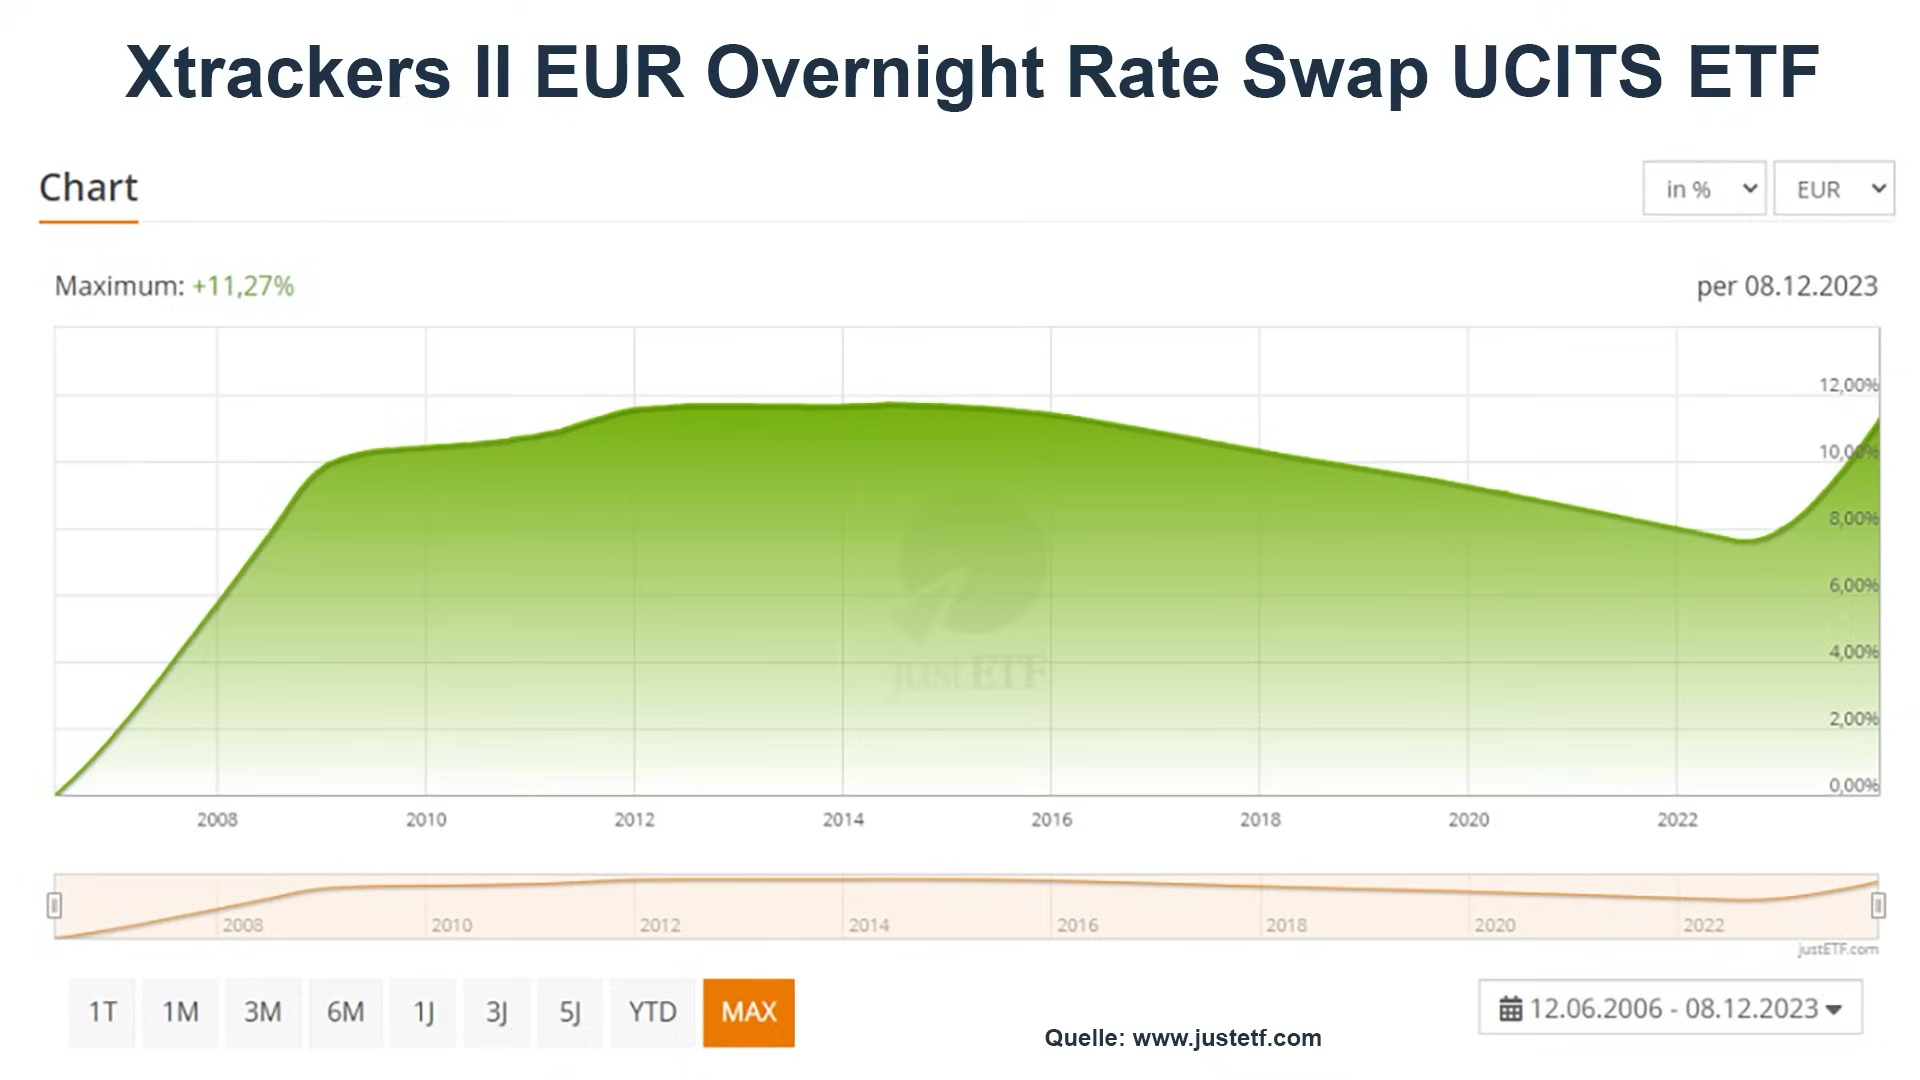 Xtrackers II EUR Overnight Rate Swap UCITS ETF
Chart
in %
EUR
Maximum: +11,27%
per 08.12.2023
12,00%
10,00%
8,00%
6,00%
4,00%
2,00%
0,00%
justETF
2008 2010 2012 2014 2016 2018 2020 2022
2008 2010 2012 2014 2016 2018 2020 2022
justETF.com
1T 1M 3M 6M 1J 3J 5J YTD MAX
12.06.2006 - 08.12.2023
Quelle: www.justetf.com